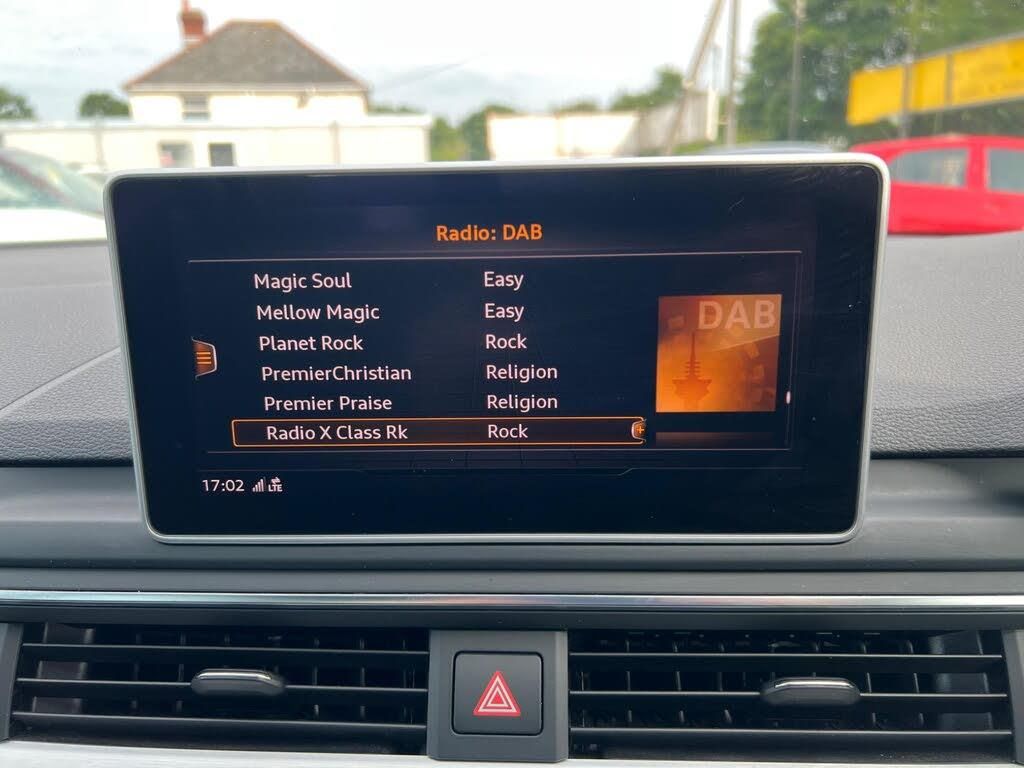 Radio: DAB
Magic Soul Easy
Mellow Magic Easy
Planet Rock Rock
PremierChristian Religion
Premier Praise Religion
Radio X Class Rk Rock
DAB
17:02 LTE